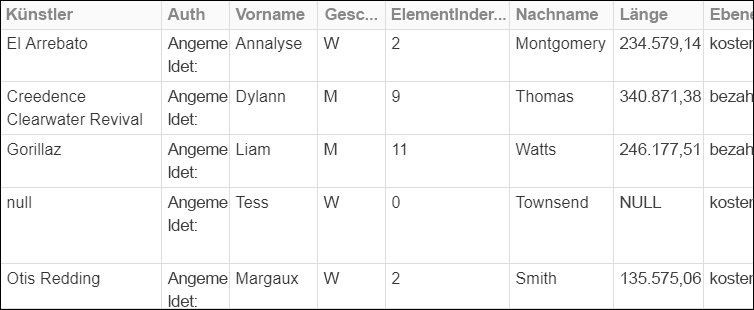 Künstler Auth Vorname Gesc... ElementInder... Nachname Länge Ebene
El Arrebato Angeme Annalyse W 2 Montgomery 234.579,14 kosten
ldet:
Creedence Angeme Dylann M 9 Thomas 340.871,38 bezah
Clearwater Revival ldet:
Gorillaz Angeme Liam M 11 Watts 246.177,51 bezah
ldet:
null Angeme Tess W 0 Townsend NULL kosten
ldet:
Otis Redding Angeme Margaux W 2 Smith 135.575,06 kosten
ldet: